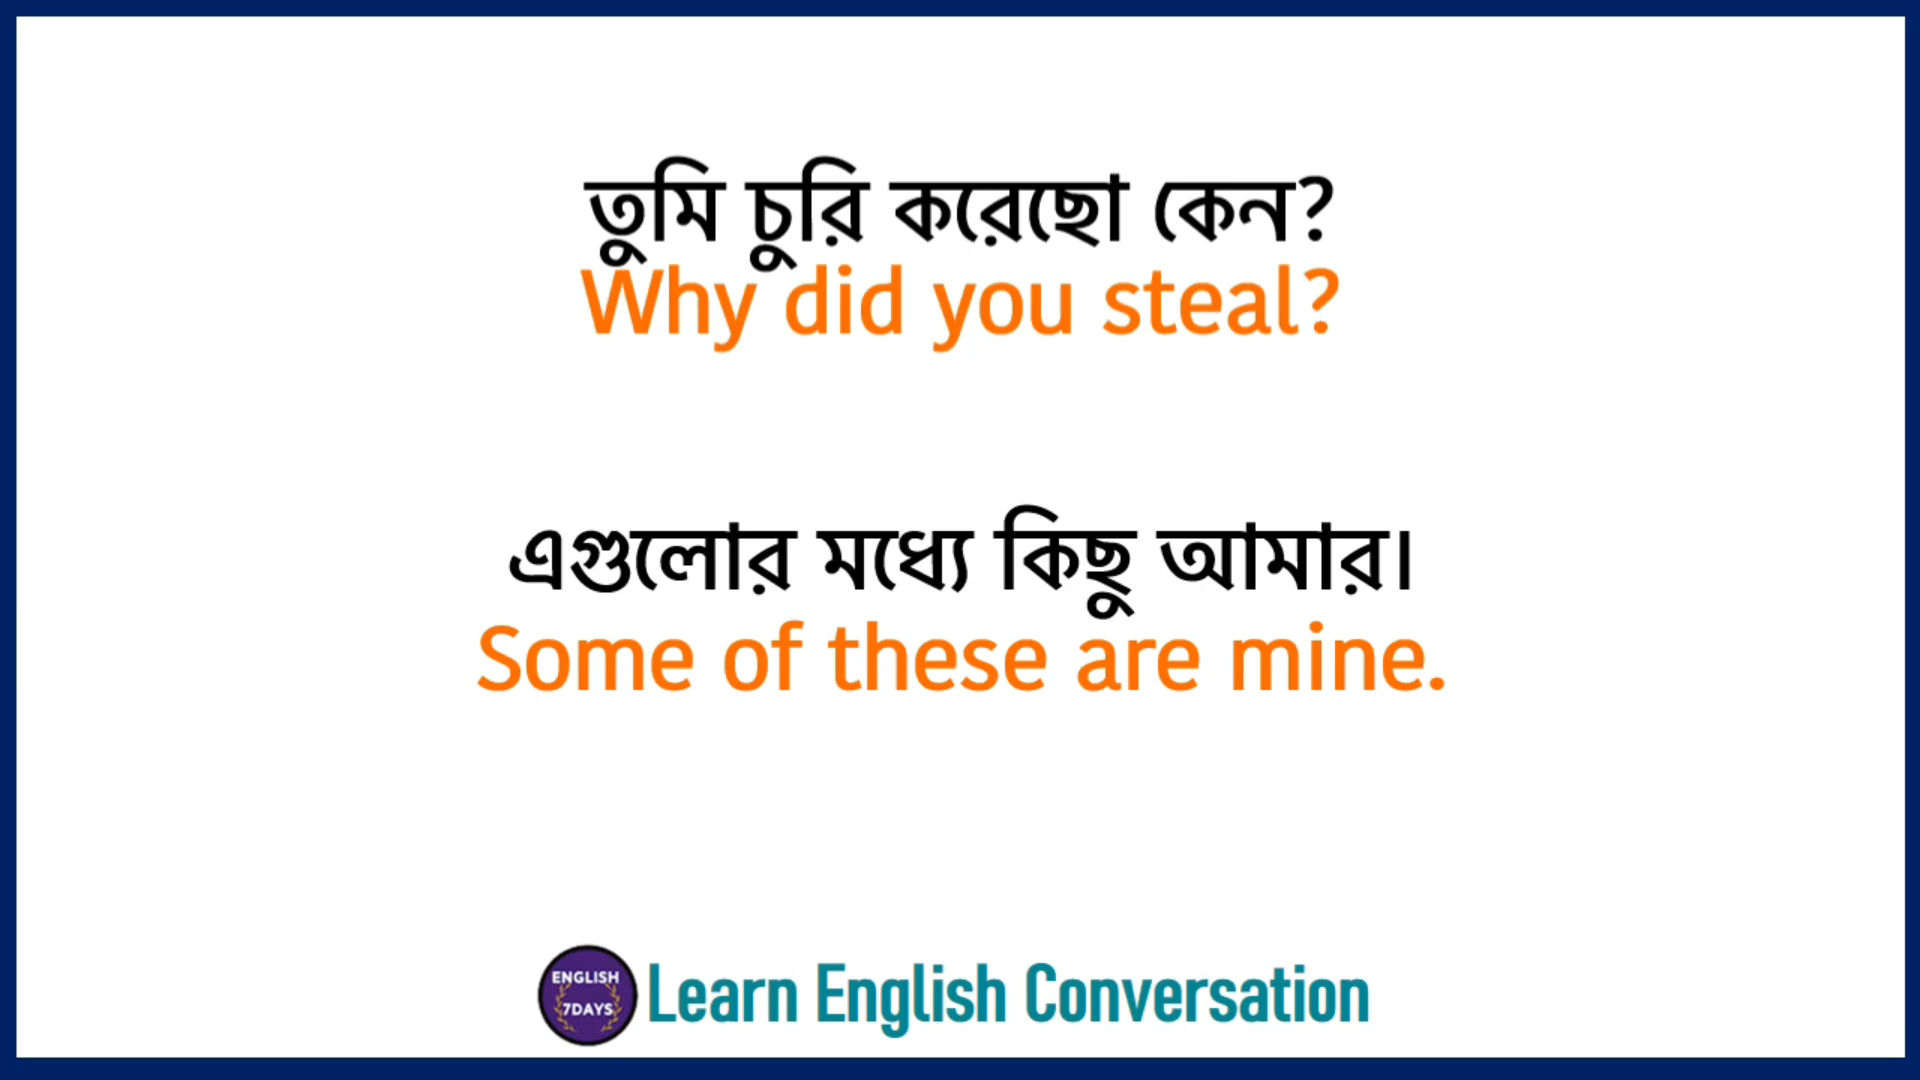 তুমি চুরি করেছো কেন?
Why did you steal?
এগুলোর মধ্যে কিছু আমার।
Some of these are mine.
ENGLISH
7DAYS
Learn English Conversation